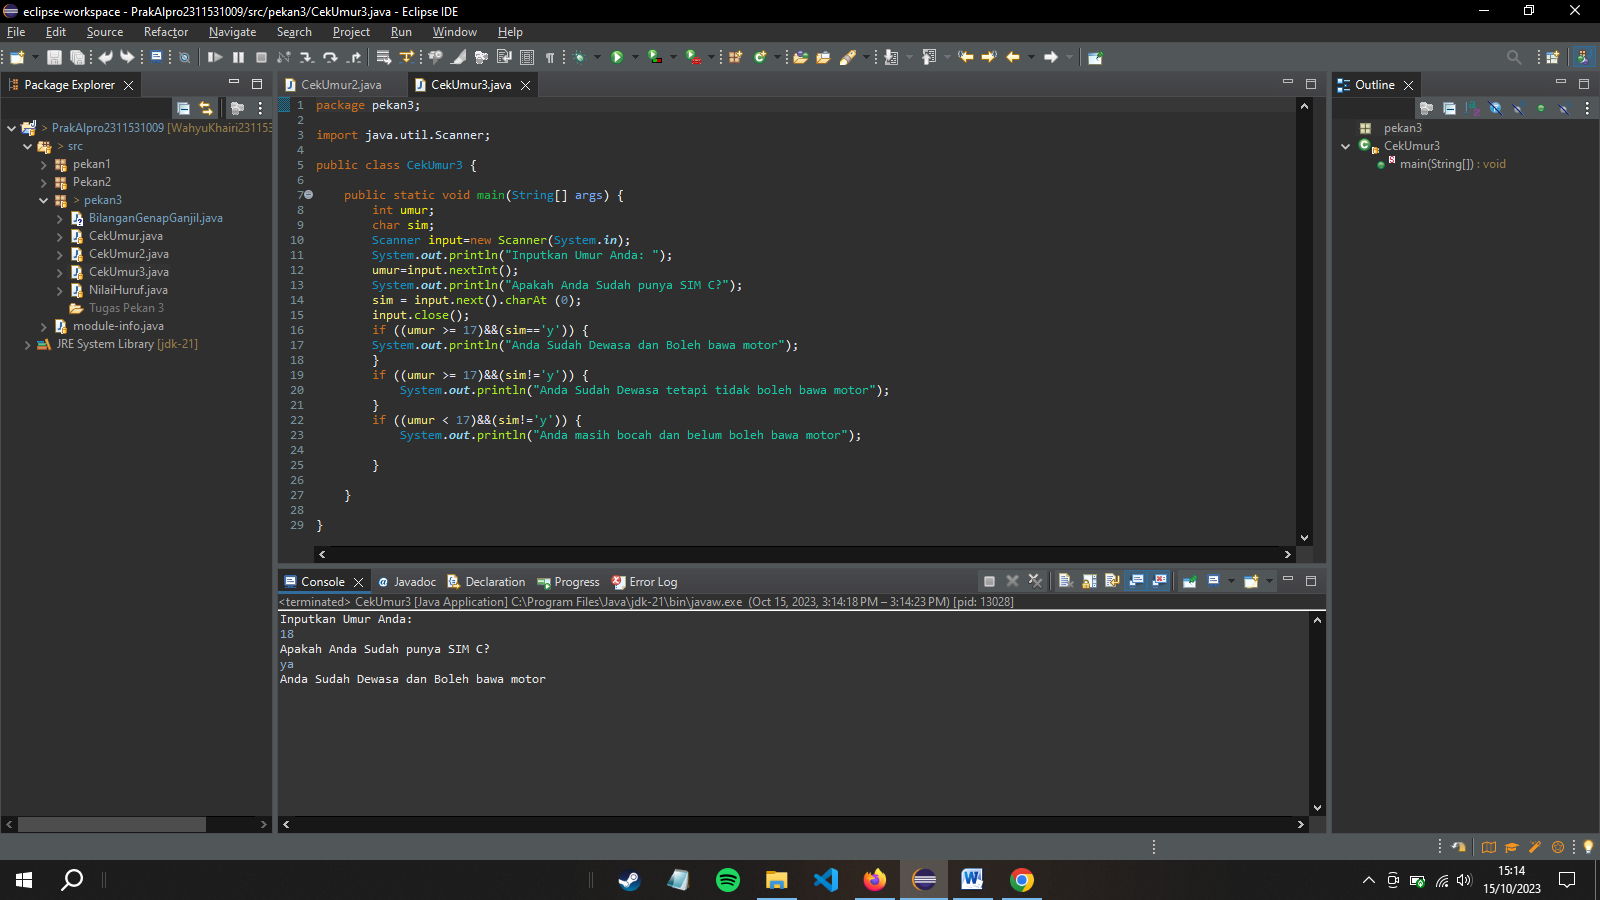 eclipse-workspace - PrakAlpro2311531009/src/pekan3/CekUmur3.java - Eclipse IDE
File Edit Source Refactor Navigate Search Project Run Window Help
Package Explorer
> PrakAlpro2311531009 [WahyuKhairi231153
> src
pekan1
Pekan2
> pekan3
BilanganGenapGanjil.java
CekUmur.java
CekUmur2.java
CekUmur3.java
NilaiHuruf.java
Tugas Pekan 3
module-info.java
JRE System Library [jdk-21]
CekUmur2.java CekUmur3.java
1 package pekan3;
2
3 import java.util.Scanner;
4
5 public class CekUmur3 {
6
7 public static void main(String[] args) {
8 int umur;
9 char sim;
10 Scanner input=new Scanner(System.in);
11 System.out.println("Inputkan Umur Anda: ");
12 umur=input.nextInt();
13 System.out.println("Apakah Anda Sudah punya SIM C?");
14 sim = input.next().charAt (0);
15 input.close();
16 if ((umur >= 17)&&(sim=='y')) {
17 System.out.println("Anda Sudah Dewasa dan Boleh bawa motor");
18 }
19 if ((umur >= 17)&&(sim!='y')) {
20 System.out.println("Anda Sudah Dewasa tetapi tidak boleh bawa motor");
21 }
22 if ((umur < 17)&&(sim!='y')) {
23 System.out.println("Anda masih bocah dan belum boleh bawa motor");
24
25 }
26
27 }
28
29 }
Outline
pekan3
CekUmur3
main(String[]) : void
Console Javadoc Declaration Progress Error Log
<terminated> CekUmur3 [Java Application] C:\Program Files\Java\jdk-21\bin\javaw.exe (Oct 15, 2023, 3:14:18 PM – 3:14:23 PM) [pid: 13028]
Inputkan Umur Anda:
18
Apakah Anda Sudah punya SIM C?
ya
Anda Sudah Dewasa dan Boleh bawa motor
15:14
15/10/2023